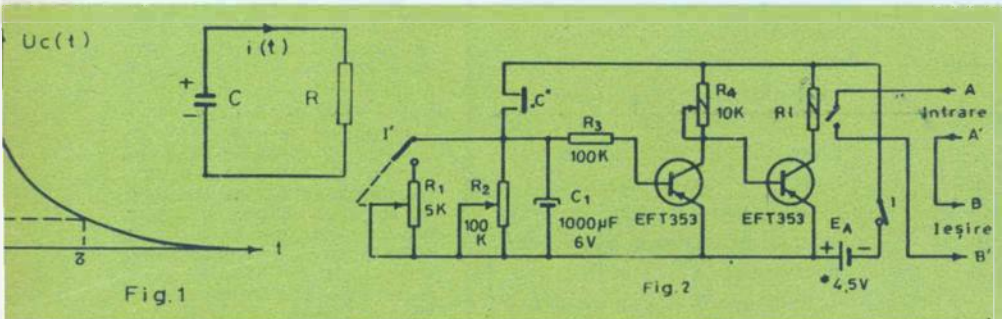 Uc(t)
i(t)
+
C
-
R
t
Fig.1
I'
R1
5K
R2
100
K
C1
1000µF
6V
"C"
R3
100K
EFT353
R4
10K
EFT353
Rl
EA
+
-
4,5V
I
A
Intrare
A'
B
Ieşire
B'
Fig.2